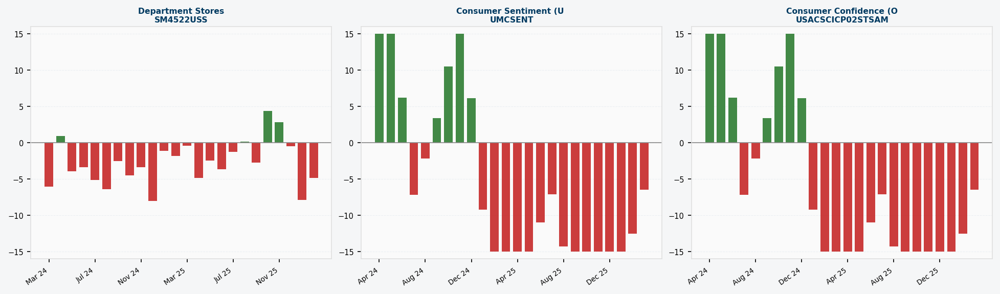 Department Stores
SM4522USS
15
10
5
0
−5
−10
−15
Mar 24
Jul 24
Nov 24
Mar 25
Jul 25
Nov 25
Consumer Sentiment (U
UMCSENT
15
10
5
0
−5
−10
−15
Apr 24
Aug 24
Dec 24
Apr 25
Aug 25
Dec 25
Consumer Confidence (O
USACSCICP02STSAM
15
10
5
0
−5
−10
−15
Apr 24
Aug 24
Dec 24
Apr 25
Aug 25
Dec 25